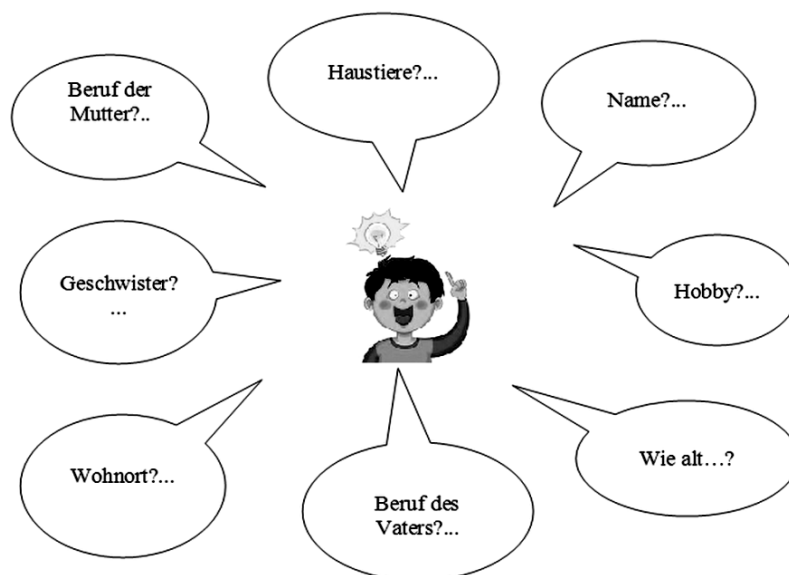 Haustiere?...
Beruf der
Mutter?..
Name?...
Geschwister?
...
Hobby?...
Wohnort?...
Wie alt…?
Beruf des
Vaters?...